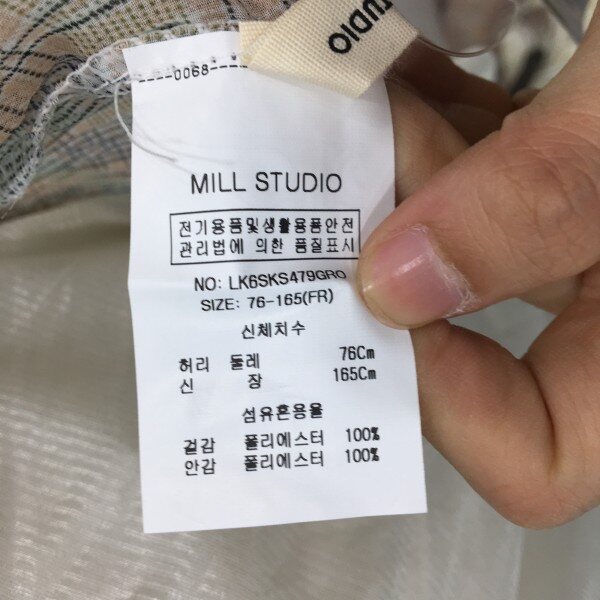 STUDIO
----0068----
MILL STUDIO
전기용품및생활용품안전
관리법에 의한 품질표시
NO: LK6SKS479GRO
SIZE: 76-165(FR)
신체치수
허리 둘레 76Cm
신 장 165Cm
섬유혼용율
겉감 폴리에스터 100%
안감 폴리에스터 100%